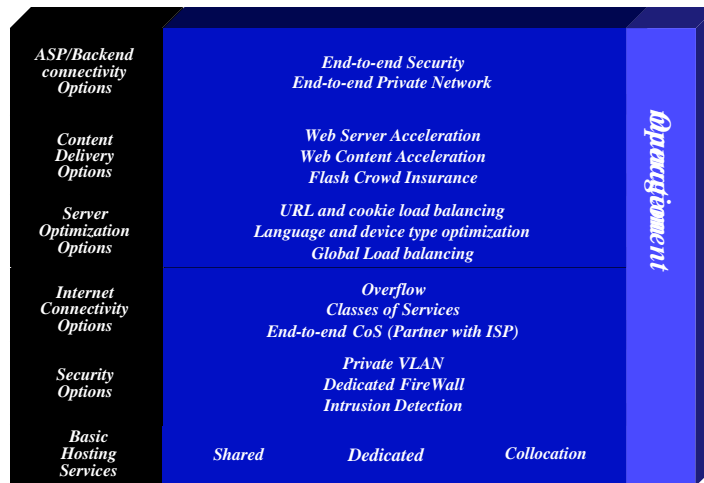 ASP/Backend
connectivity
Options
End-to-end Security
End-to-end Private Network
Content
Delivery
Options
Web Server Acceleration
Web Content Acceleration
Flash Crowd Insurance
Server
Optimization
Options
URL and cookie load balancing
Language and device type optimization
Global Load balancing
Internet
Connectivity
Options
Overflow
Classes of Services
End-to-end CoS (Partner with ISP)
Security
Options
Private VLAN
Dedicated FireWall
Intrusion Detection
Basic
Hosting
Services
Shared
Dedicated
Collocation